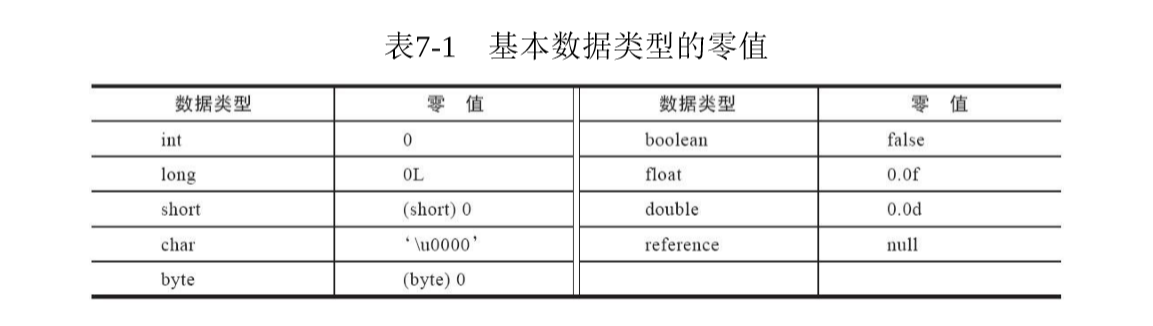 表7-1 基本数据类型的零值
数据类型 零 值 数据类型 零 值
int 0 boolean false
long 0L float 0.0f
short (short) 0 double 0.0d
char ‘\u0000’ reference null
byte (byte) 0